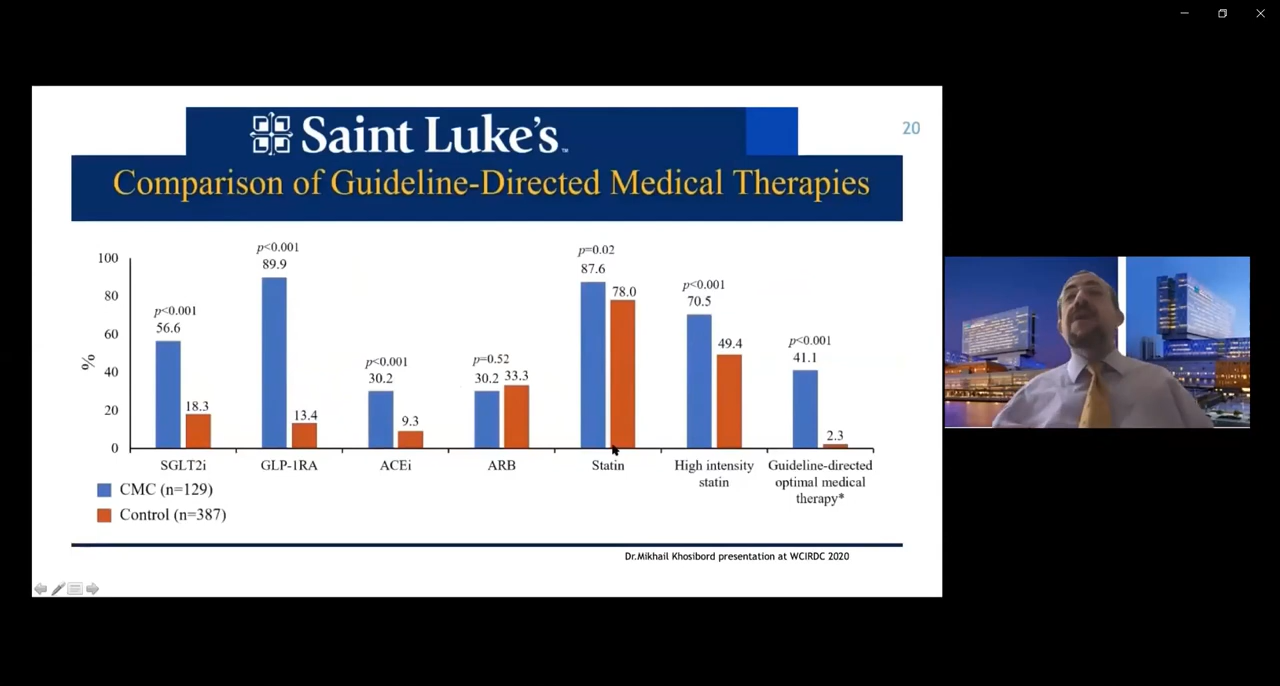 Saint Luke's™
20
Comparison of Guideline-Directed Medical Therapies
%
100
80
60
40
20
0
p<0.001
56.6
18.3
p<0.001
89.9
13.4
p<0.001
30.2
9.3
p=0.52
30.2 33.3
p=0.02
87.6
78.0
p<0.001
70.5
49.4
p<0.001
41.1
2.3
SGLT2i
GLP-1RA
ACEi
ARB
Statin
High intensity
statin
Guideline-directed
optimal medical
therapy*
CMC (n=129)
Control (n=387)
Dr.Mikhail Khosibord presentation at WCIRDC 2020